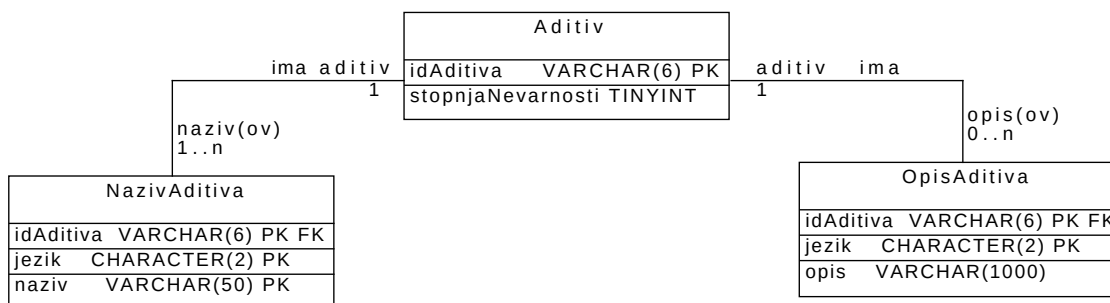 Aditiv
idAditiva VARCHAR(6) PK
stopnjaNevarnosti TINYINT
ima aditiv
1
aditiv ima
1
naziv(ov)
1..n
opis(ov)
0..n
NazivAditiva
idAditiva VARCHAR(6) PK FK
jezik CHARACTER(2) PK
naziv VARCHAR(50) PK
OpisAditiva
idAditiva VARCHAR(6) PK FK
jezik CHARACTER(2) PK
opis VARCHAR(1000)